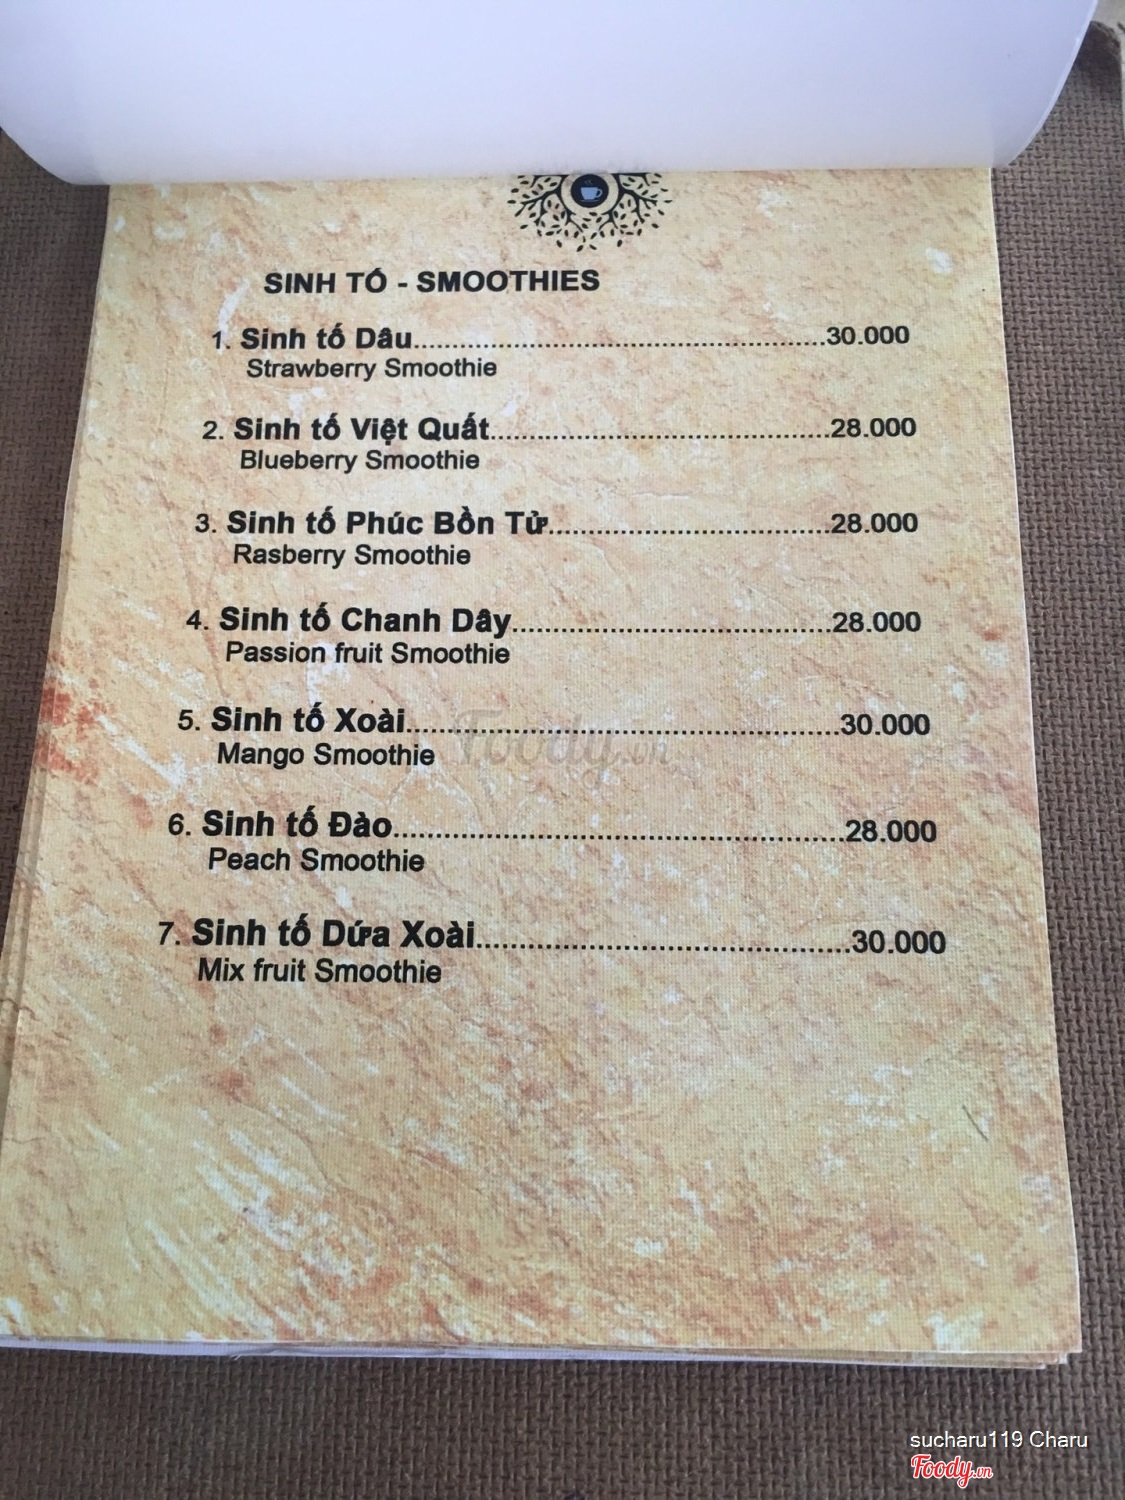 SINH TỐ - SMOOTHIES
1. Sinh tố Dâu..........................................................30.000
Strawberry Smoothie
2. Sinh tố Việt Quất................................................28.000
Blueberry Smoothie
3. Sinh tố Phúc Bồn Tử.......................................28.000
Rasberry Smoothie
4. Sinh tố Chanh Dây............................................28.000
Passion fruit Smoothie
5. Sinh tố Xoài...........................................................30.000
Mango Smoothie
Foody.vn
6. Sinh tố Đào............................................................28.000
Peach Smoothie
7. Sinh tố Dứa Xoài................................................30.000
Mix fruit Smoothie
sucharu119 Charu
Foody.vn